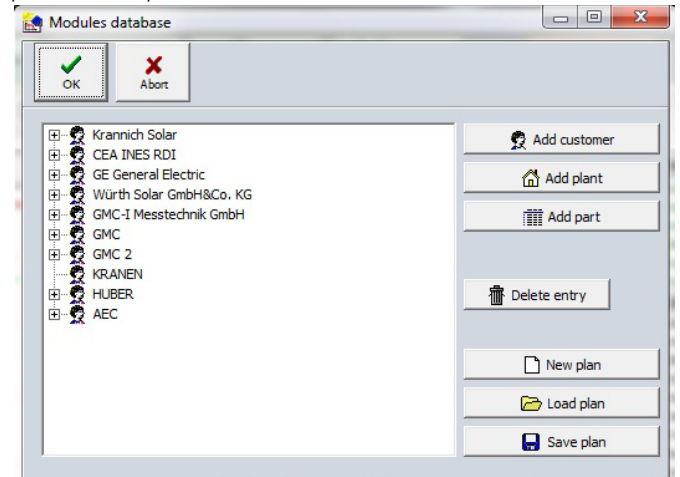 Modules database
OK
Abort
Krannich Solar
CEA INES RDI
GE General Electric
Würth Solar GmbH&Co. KG
GMC-I Messtechnik GmbH
GMC
GMC 2
KRANEN
HUBER
AEC
Add customer
Add plant
Add part
Delete entry
New plan
Load plan
Save plan